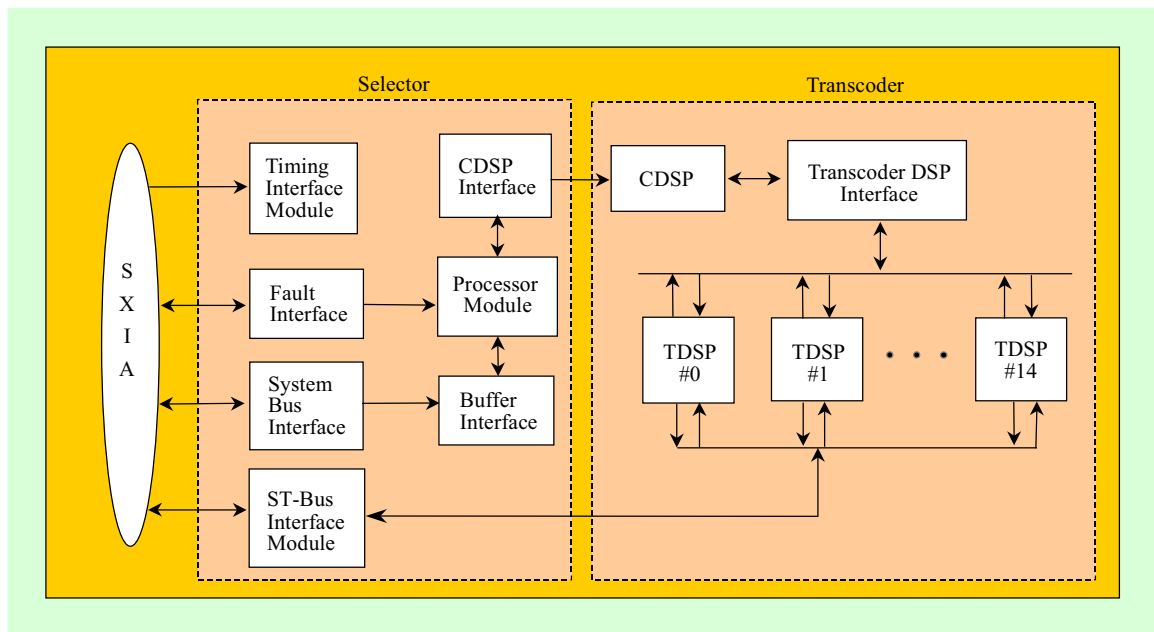 Selector
Transcoder
S
X
I
A
Timing
Interface
Module
CDSP
Interface
CDSP
Transcoder DSP
Interface
Fault
Interface
Processor
Module
TDSP
#0
TDSP
#1
TDSP
#14
System
Bus
Interface
Buffer
Interface
ST-Bus
Interface
Module